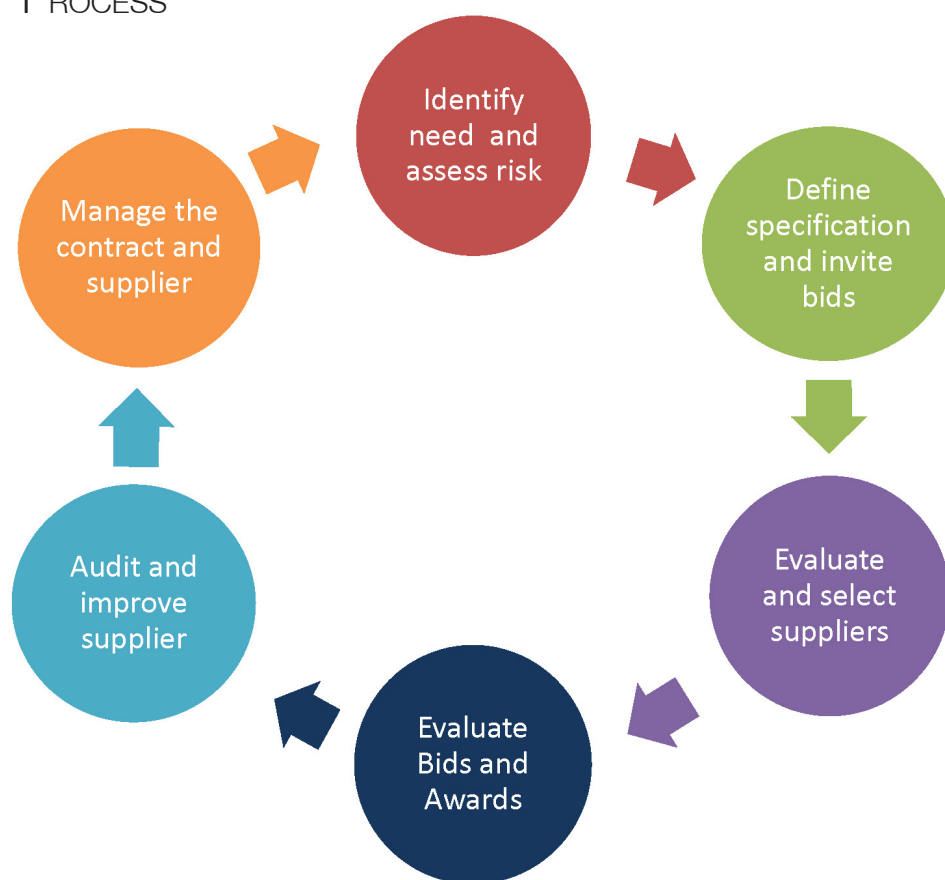 PROCESS
Identify
need and
assess risk
Define
specification
and invite
bids
Evaluate
and select
suppliers
Evaluate
Bids and
Awards
Audit and
improve
supplier
Manage the
contract and
supplier